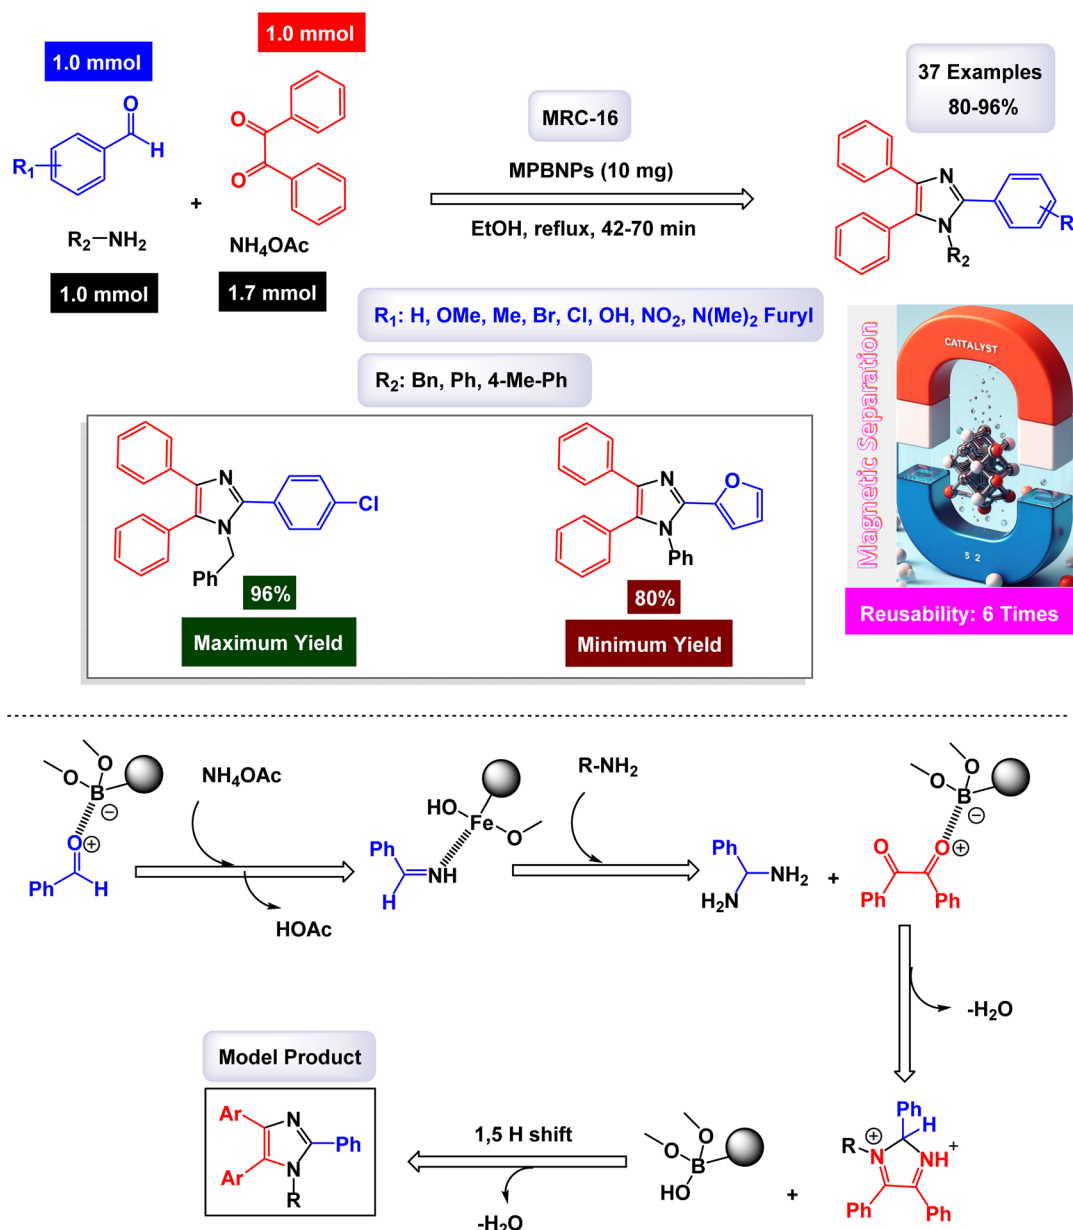 1.0 mmol
1.0 mmol
O
H
R1
O
O
+
R2–NH2
NH4OAc
1.0 mmol
1.7 mmol
MRC-16
MPBNPs (10 mg)
EtOH, reflux, 42-70 min
37 Examples
80-96%
N
N
R2
R
R1: H, OMe, Me, Br, Cl, OH, NO2, N(Me)2 Furyl
R2: Bn, Ph, 4-Me-Ph
N
N
Cl
Ph
96%
Maximum Yield
N
N
O
Ph
80%
Minimum Yield
Magnetic Separation
CATTALYST
S 2
Reusability: 6 Times
O
O
B
⊖
O
⊕
Ph
H
NH4OAc
HOAc
HO
Fe
O
Ph
NH
H
R-NH2
Ph
NH2
H2N
+
O
O
B
⊖
O
O
⊕
Ph
Ph
-H2O
Model Product
Ar
N
Ph
Ar
N
R
1,5 H shift
-H2O
O
O
B
HO
+
Ph
H
R
⊕
N
NH+
Ph
Ph